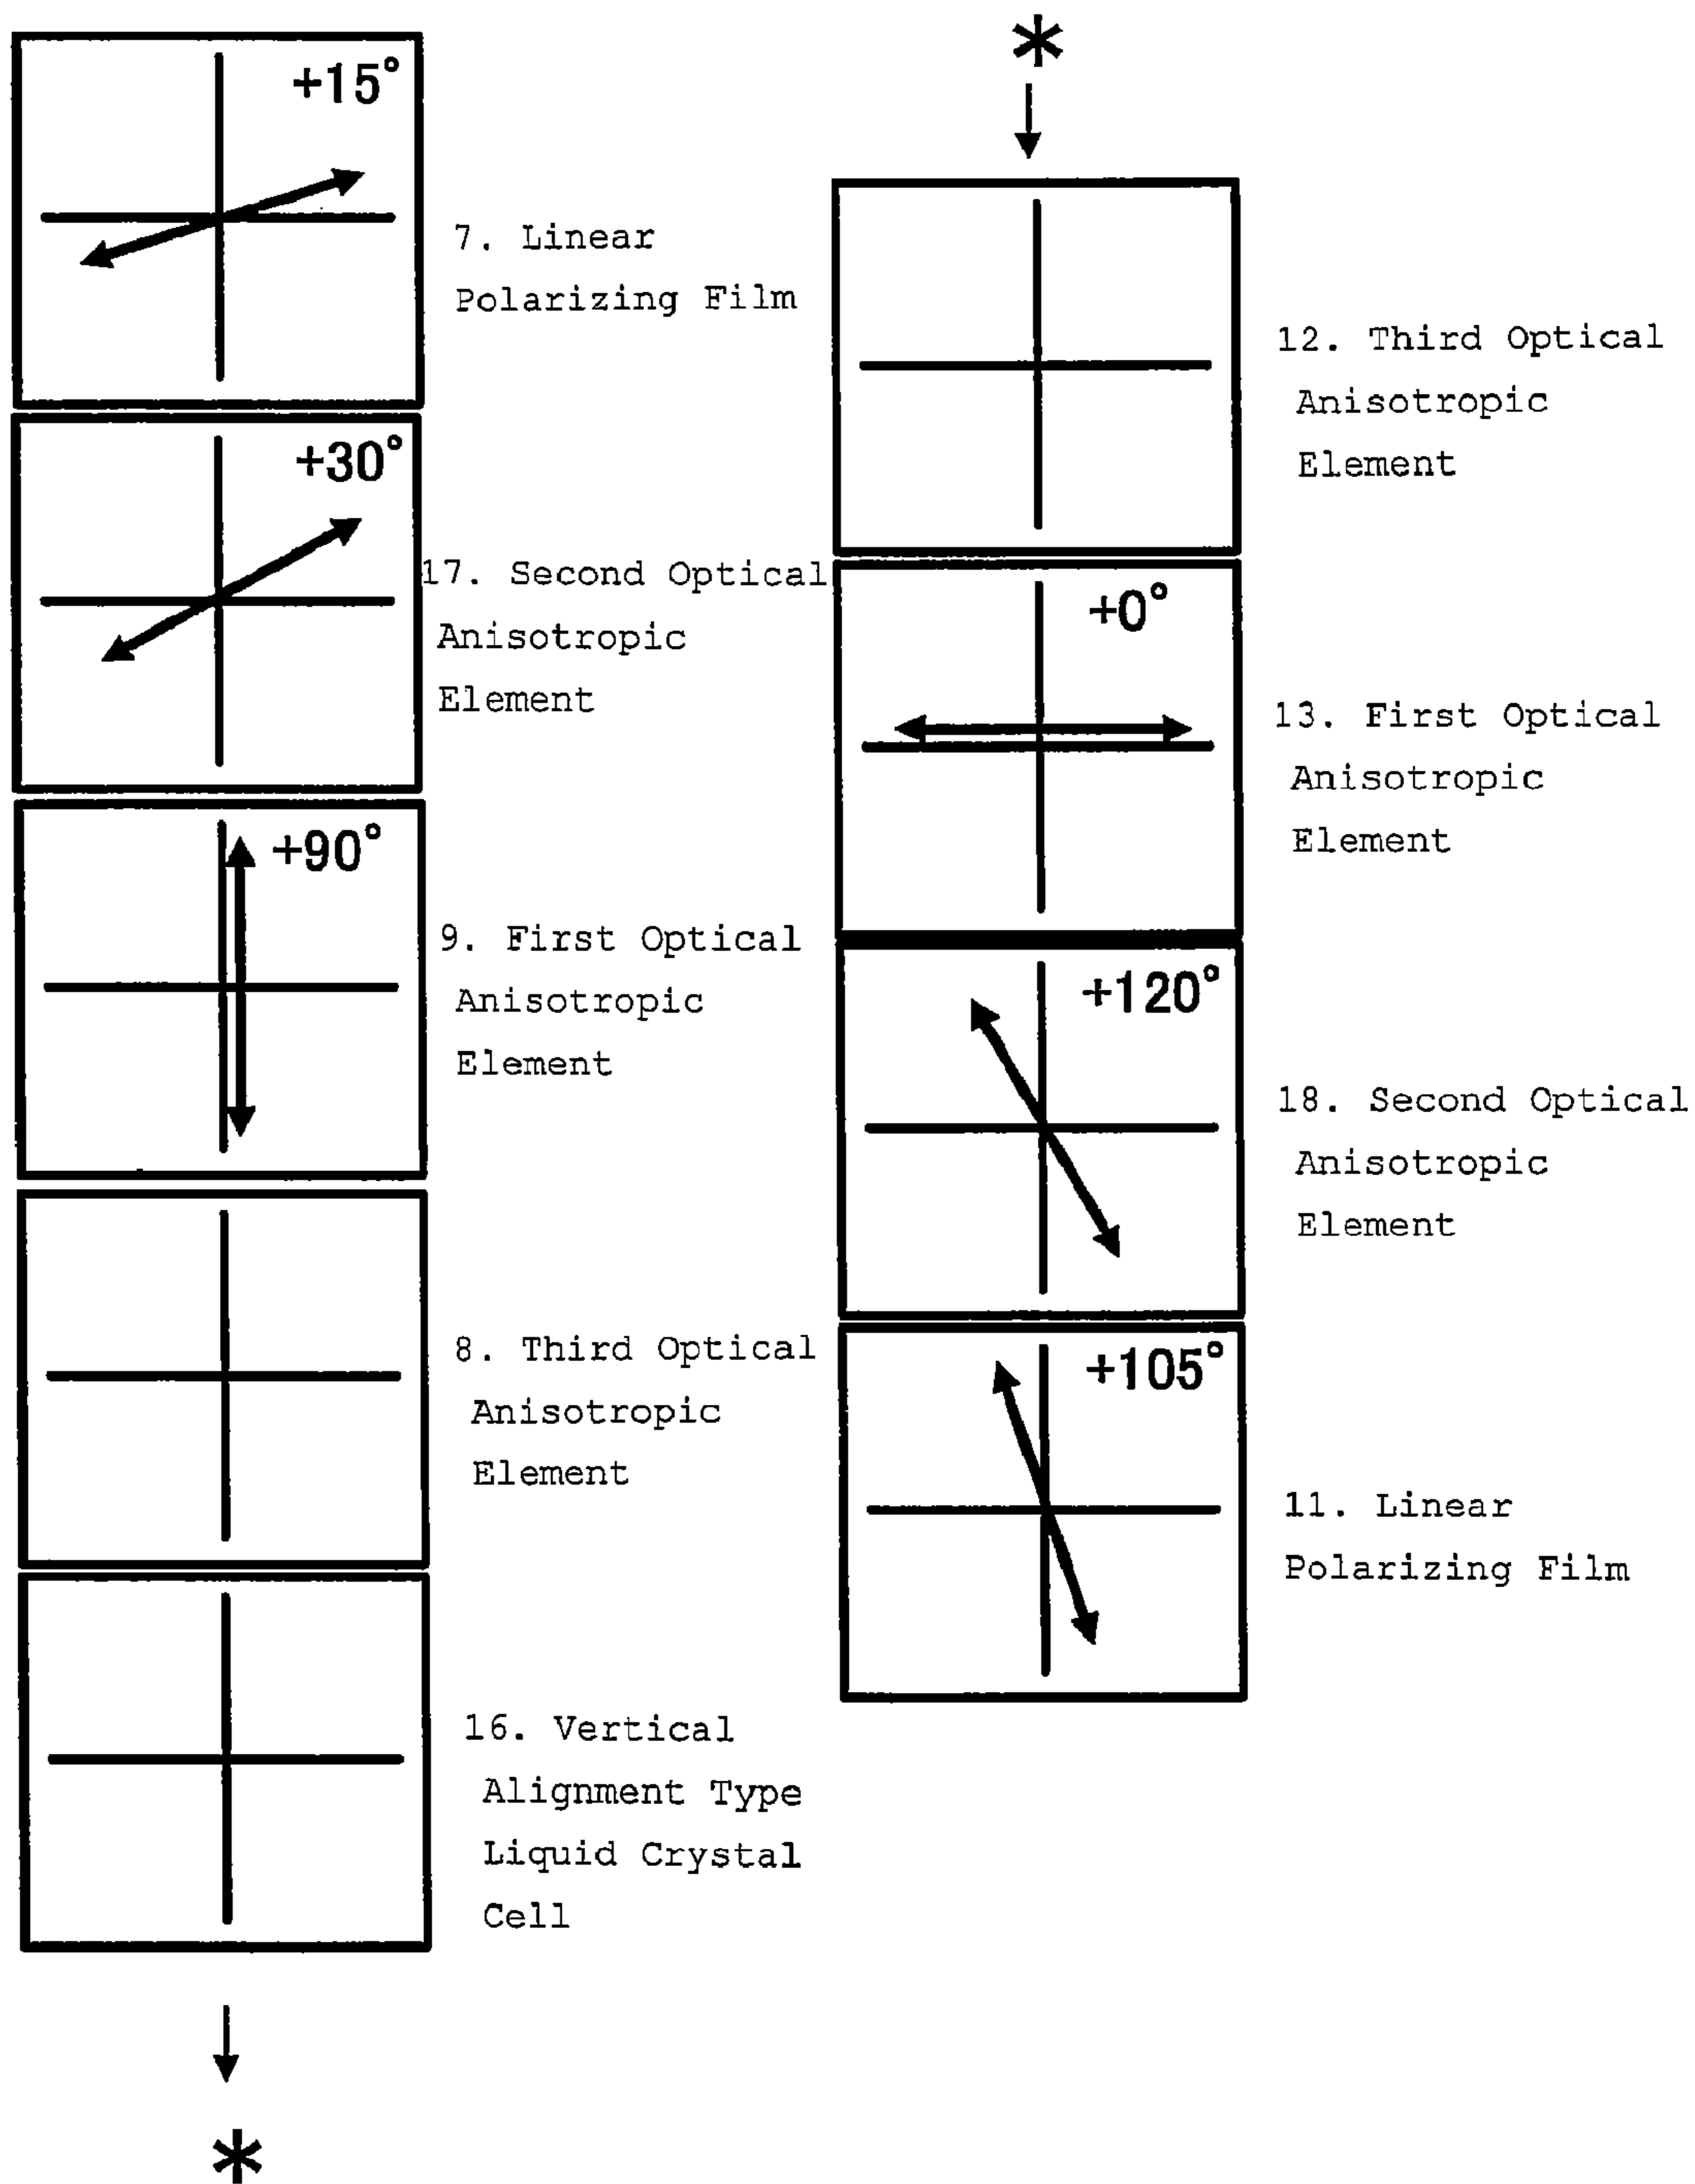 +15°
7. Linear
Polarizing Film
+30°
17. Second Optical
Anisotropic
Element
+90°
9. First Optical
Anisotropic
Element
8. Third Optical
Anisotropic
Element
16. Vertical
Alignment Type
Liquid Crystal
Cell
*
*
12. Third Optical
Anisotropic
Element
+0°
13. First Optical
Anisotropic
Element
+120°
18. Second Optical
Anisotropic
Element
+105°
11. Linear
Polarizing Film